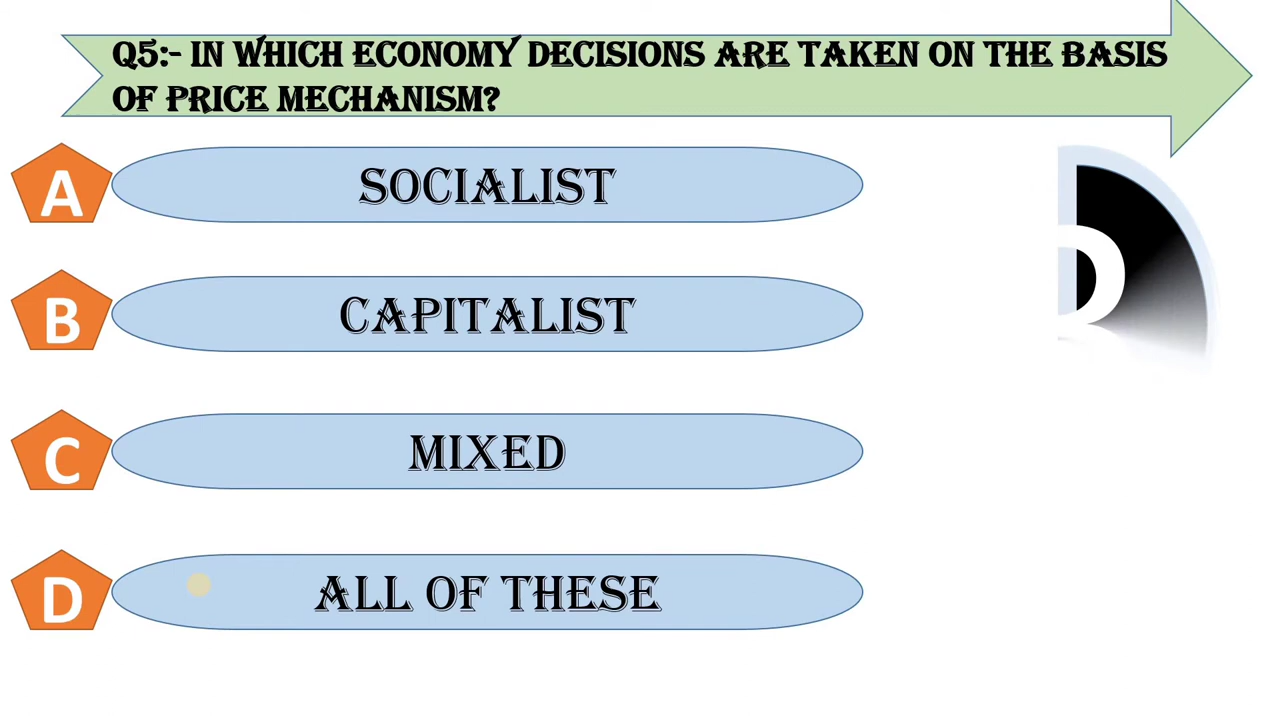 Q5:- IN WHICH ECONOMY DECISIONS ARE TAKEN ON THE BASIS
OF PRICE MECHANISM?
A
SOCIALIST
B
CAPITALIST
C
MIXED
D
ALL OF THESE